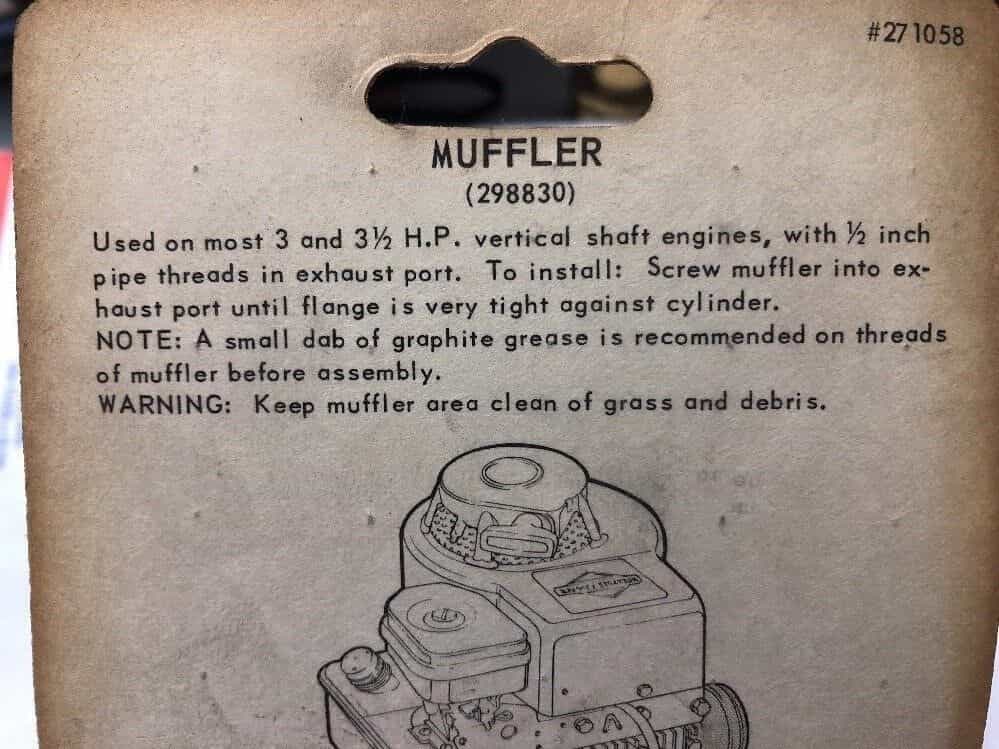 #271058
MUFFLER
(298830)
Used on most 3 and 3½ H.P. vertical shaft engines, with ½ inch
pipe threads in exhaust port. To install: Screw muffler into ex-
haust port until flange is very tight against cylinder.
NOTE: A small dab of graphite grease is recommended on threads
of muffler before assembly.
WARNING: Keep muffler area clean of grass and debris.